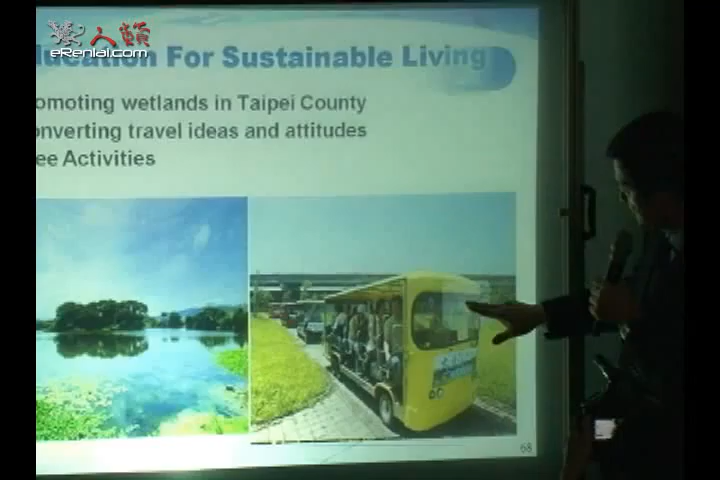 人籟
eRenlai.com
ducation For Sustainable Living
omoting wetlands in Taipei County
onverting travel ideas and attitudes
ee Activities
68